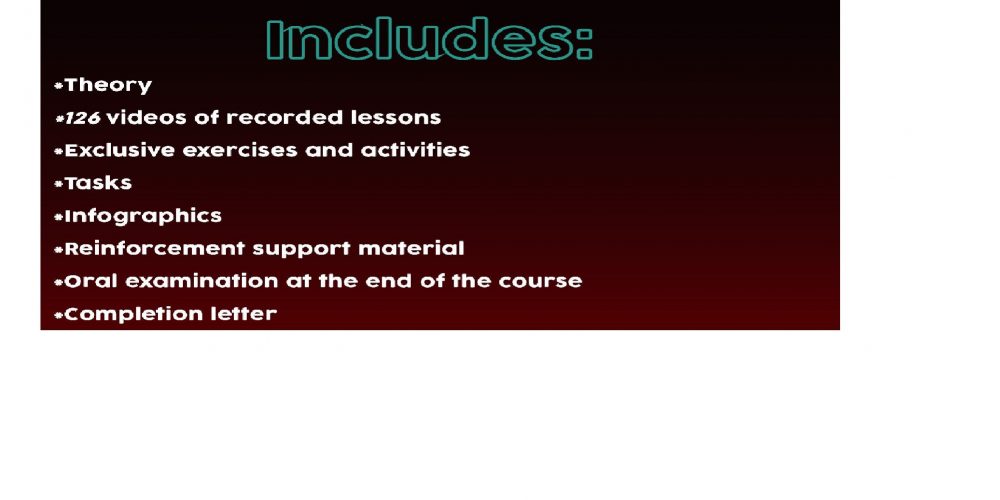 Includes:
*Theory
*126 videos of recorded lessons
*Exclusive exercises and activities
*Tasks
*Infographics
*Reinforcement support material
*Oral examination at the end of the course
*Completion letter